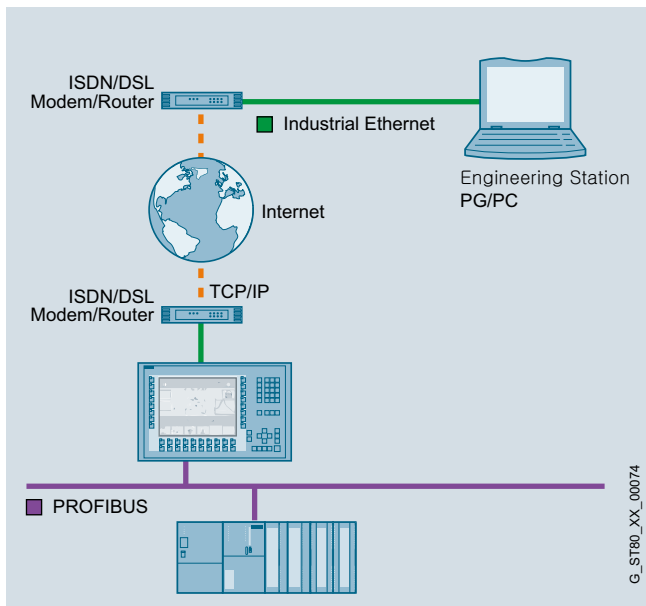 ISDN/DSL
Modem/Router
Industrial Ethernet
Engineering Station
PG/PC
Internet
TCP/IP
ISDN/DSL
Modem/Router
PROFIBUS
G_ST80_XX_00074